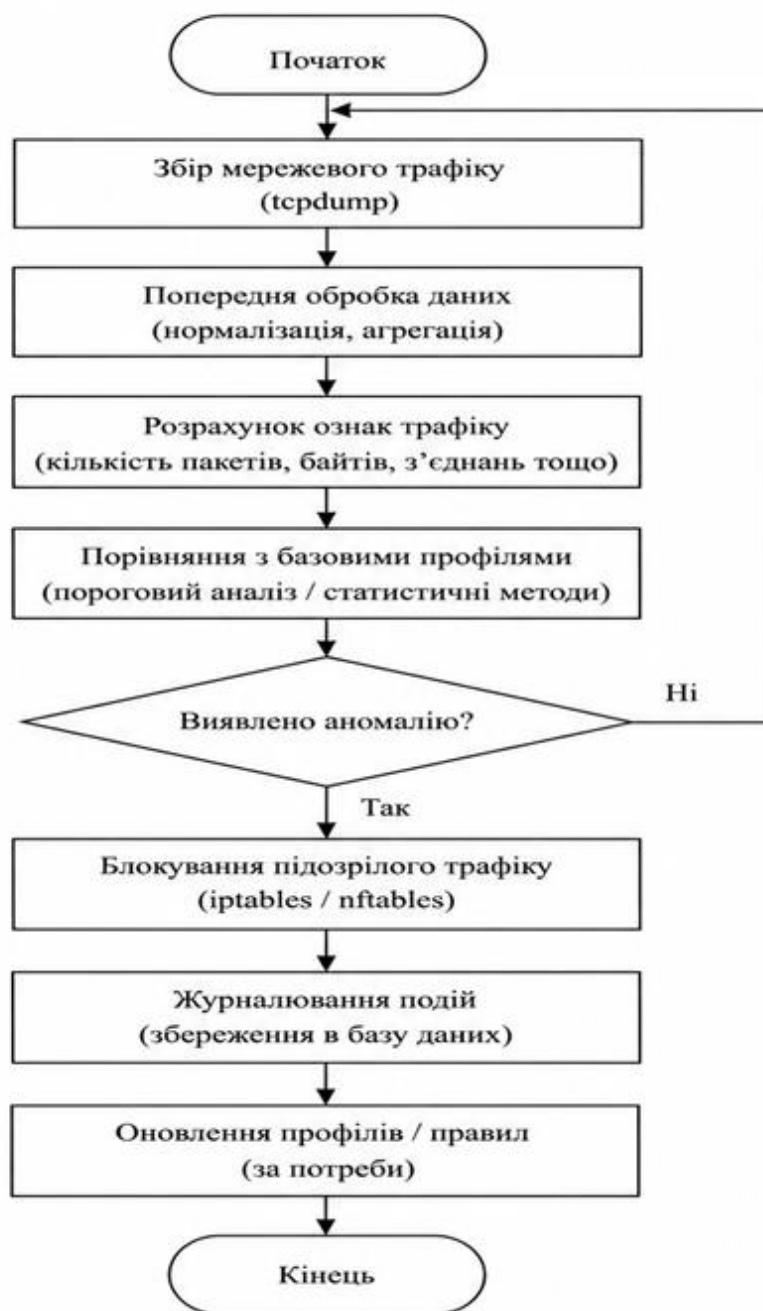 Початок
Збір мережевого трафіку
(tcpdump)
Попередня обробка даних
(нормалізація, агрегація)
Розрахунок ознак трафіку
(кількість пакетів, байтів, з’єднань тощо)
Порівняння з базовими профілями
(пороговий аналіз / статистичні методи)
Виявлено аномалію?
Ні
Так
Блокування підозрілого трафіку
(iptables / nftables)
Журналювання подій
(збереження в базу даних)
Оновлення профілів / правил
(за потреби)
Кінець